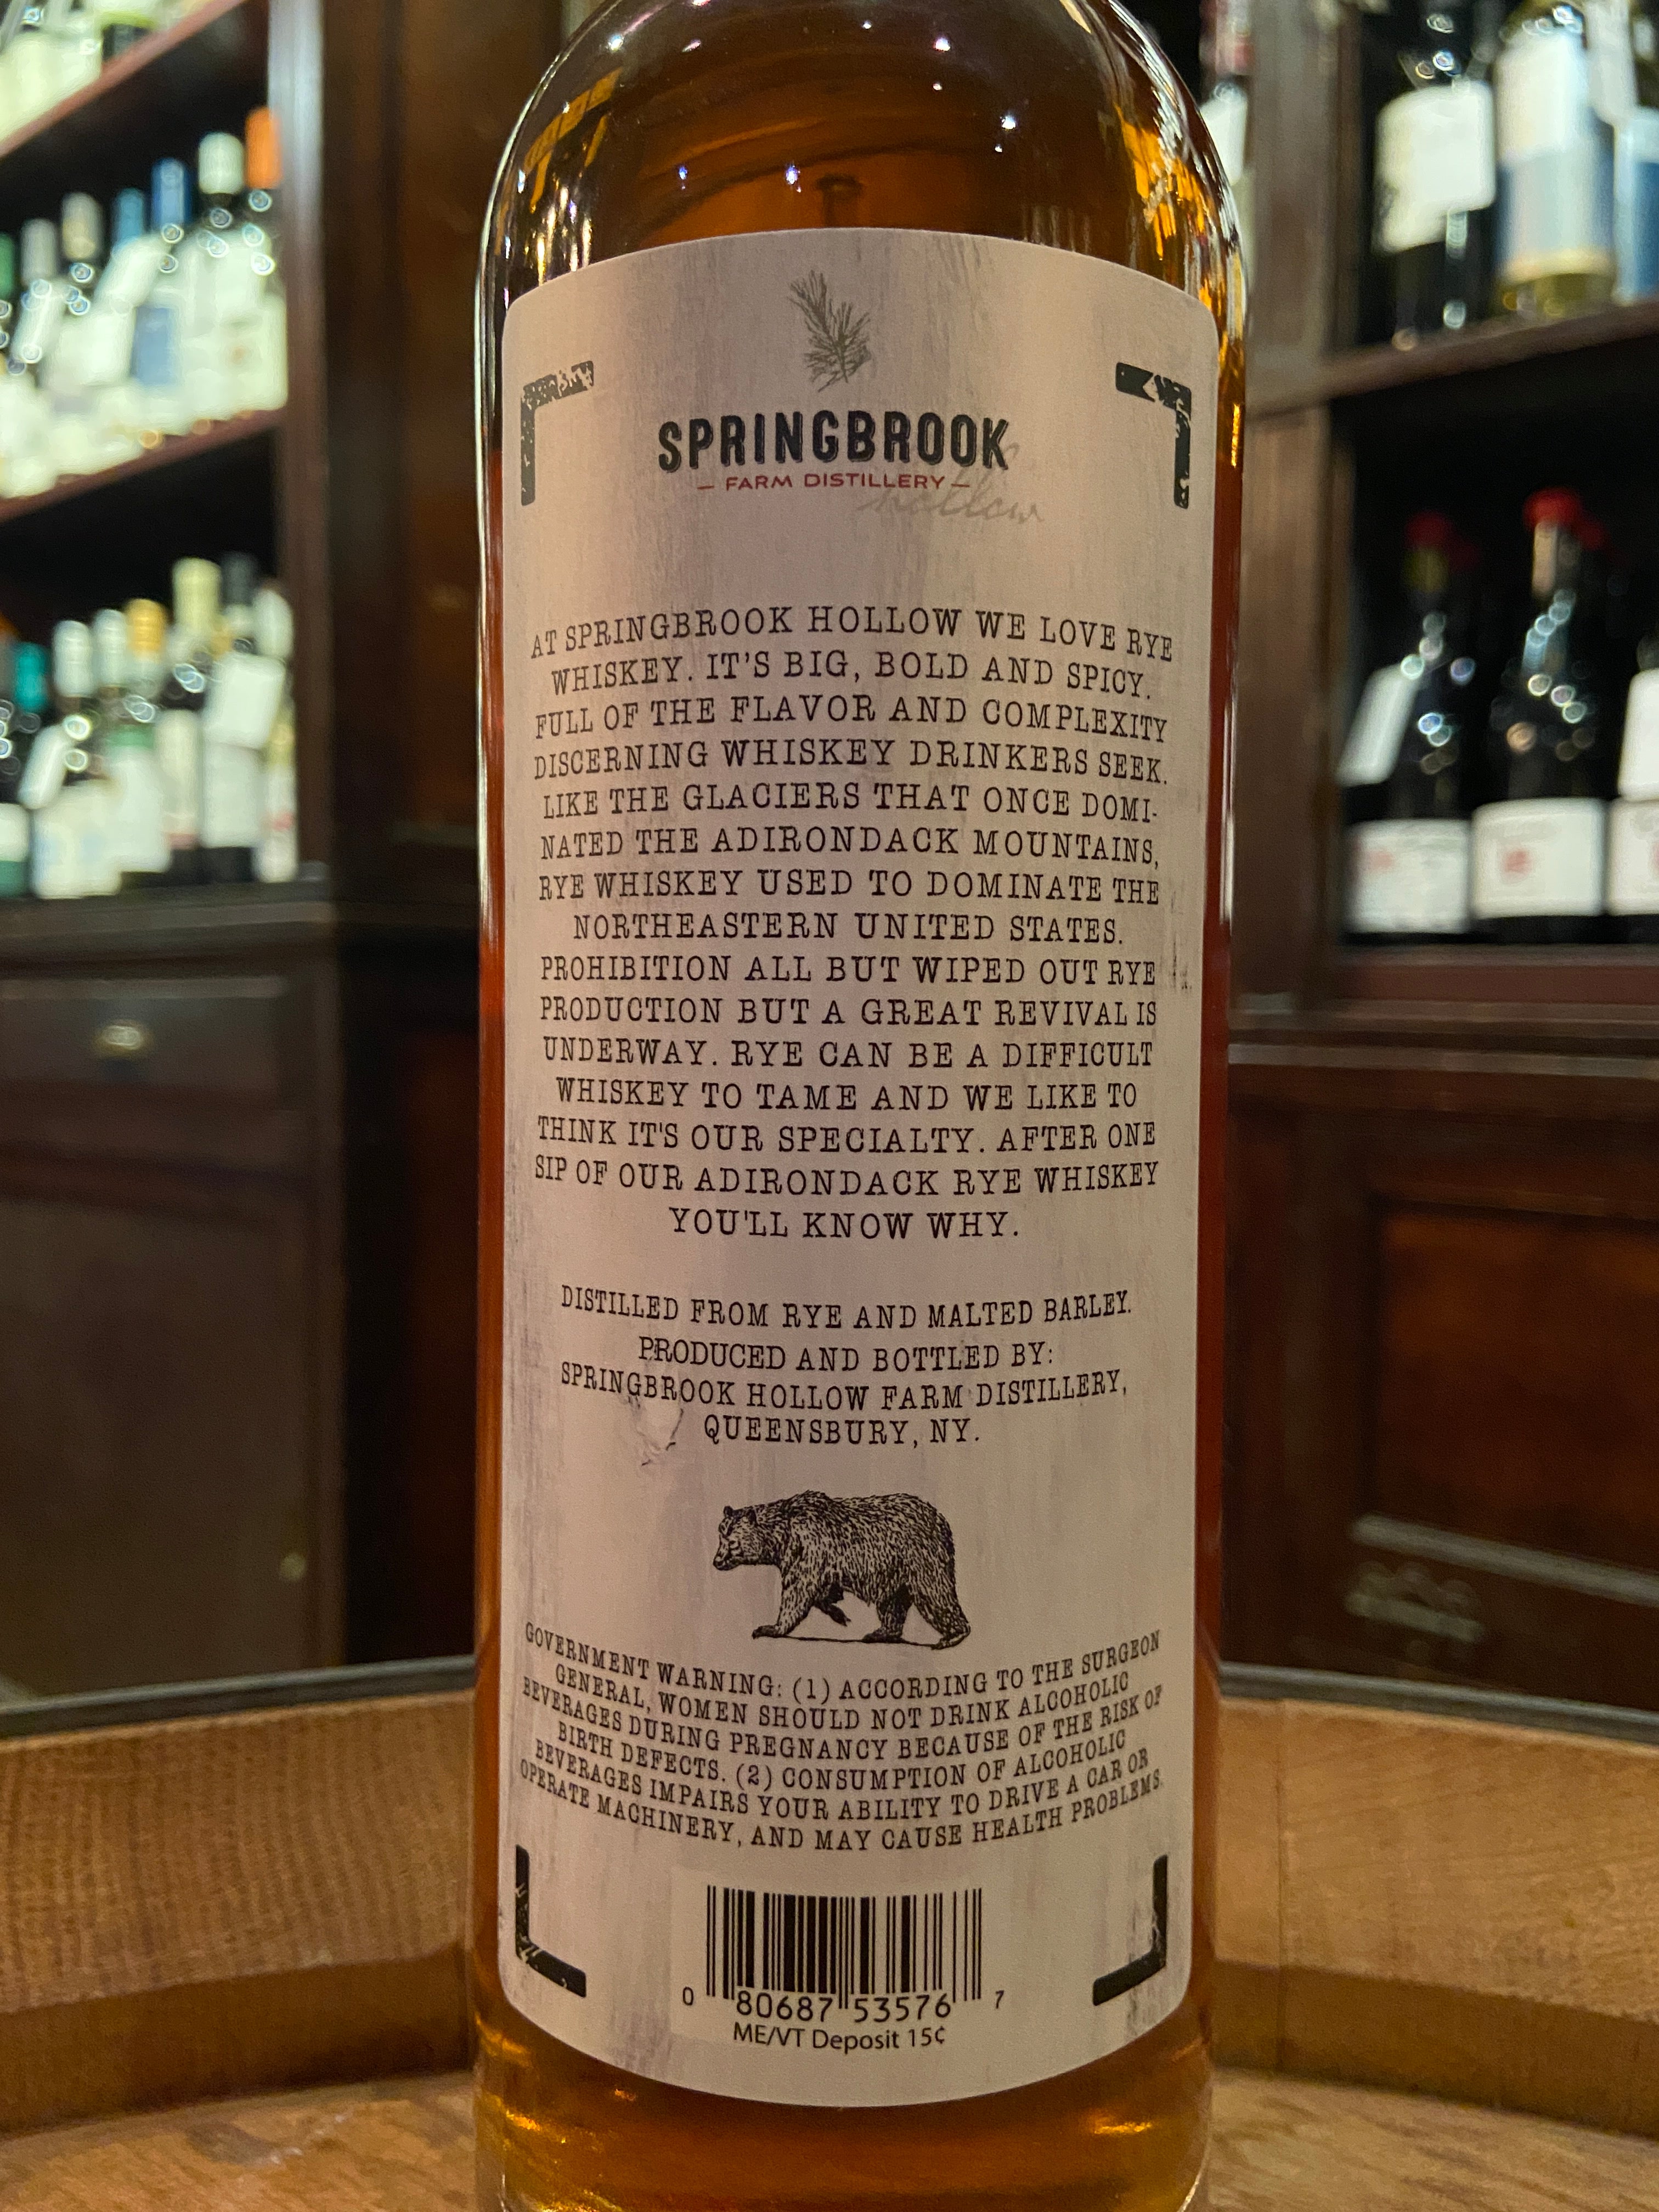 SPRINGBROOK
hollow
— FARM DISTILLERY —
AT SPRINGBROOK HOLLOW WE LOVE RYE
WHISKEY. IT'S BIG, BOLD AND SPICY.
FULL OF THE FLAVOR AND COMPLEXITY
DISCERNING WHISKEY DRINKERS SEEK.
LIKE THE GLACIERS THAT ONCE DOMI-
NATED THE ADIRONDACK MOUNTAINS,
RYE WHISKEY USED TO DOMINATE THE
NORTHEASTERN UNITED STATES.
PROHIBITION ALL BUT WIPED OUT RYE
PRODUCTION BUT A GREAT REVIVAL IS
UNDERWAY. RYE CAN BE A DIFFICULT
WHISKEY TO TAME AND WE LIKE TO
THINK IT'S OUR SPECIALTY. AFTER ONE
SIP OF OUR ADIRONDACK RYE WHISKEY
YOU'LL KNOW WHY.
DISTILLED FROM RYE AND MALTED BARLEY.
PRODUCED AND BOTTLED BY:
SPRINGBROOK HOLLOW FARM DISTILLERY,
QUEENSBURY, NY.
GOVERNMENT WARNING: (1) ACCORDING TO THE SURGEON
GENERAL, WOMEN SHOULD NOT DRINK ALCOHOLIC
BEVERAGES DURING PREGNANCY BECAUSE OF THE RISK OF
BIRTH DEFECTS. (2) CONSUMPTION OF ALCOHOLIC
BEVERAGES IMPAIRS YOUR ABILITY TO DRIVE A CAR OR
OPERATE MACHINERY, AND MAY CAUSE HEALTH PROBLEMS.
0 80687 53576 7
ME/VT Deposit 15¢